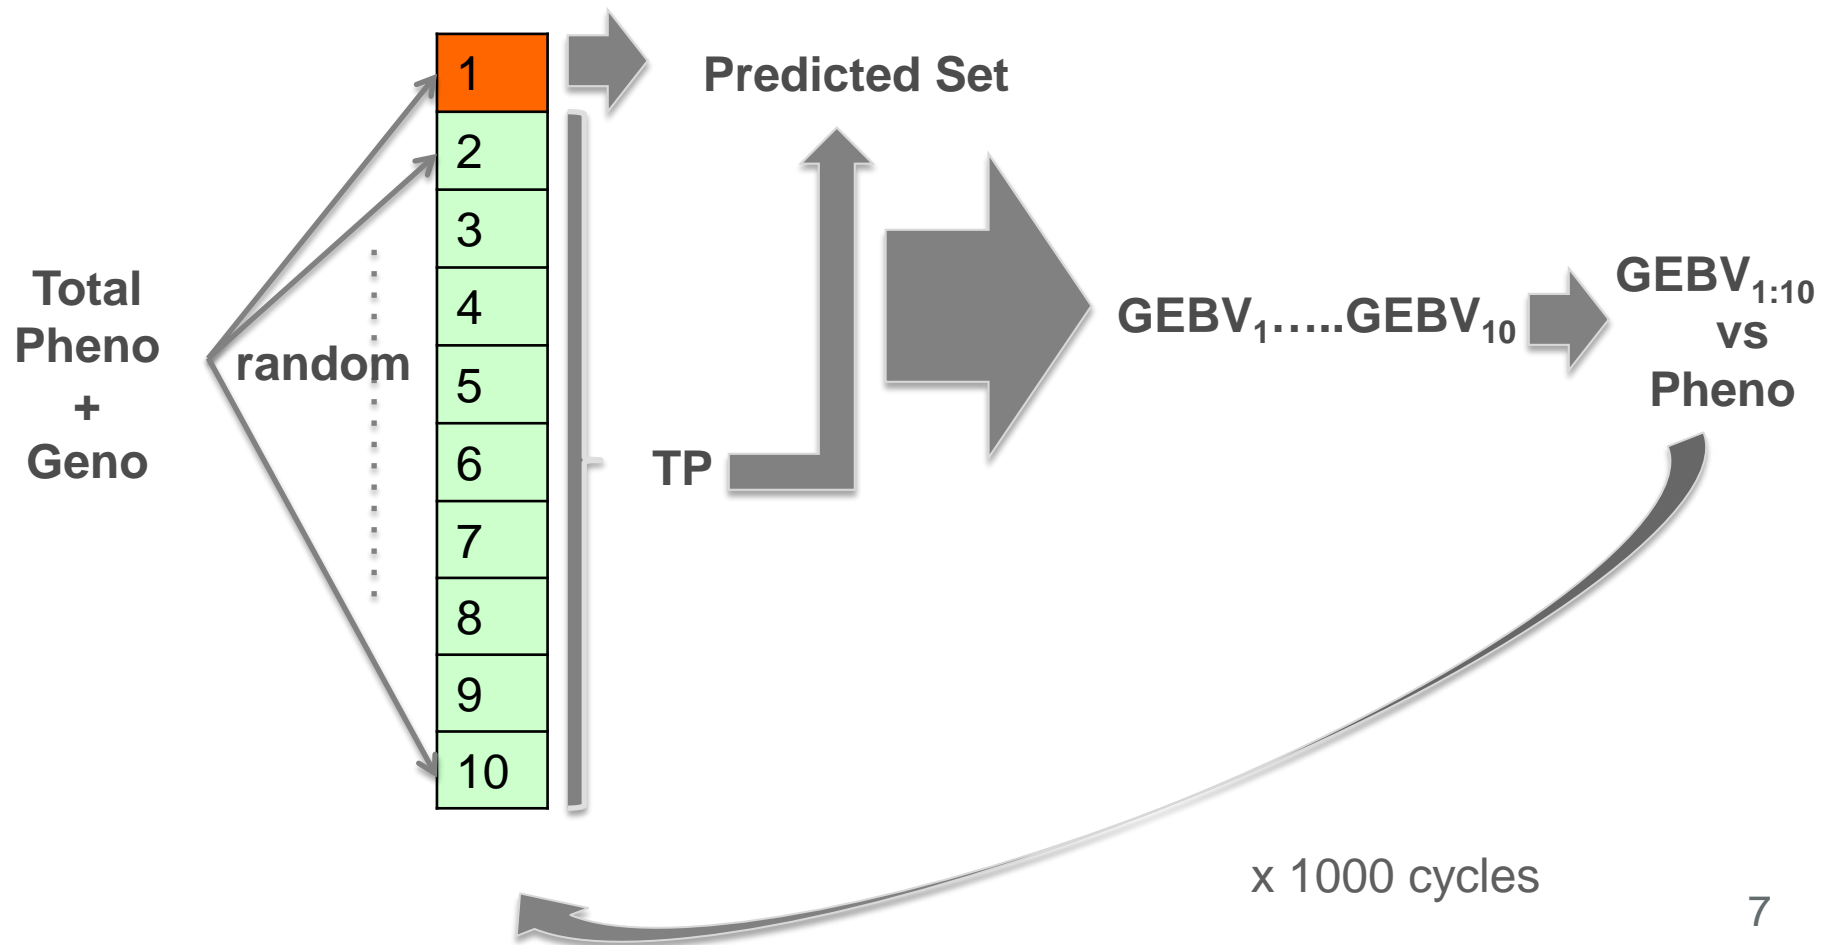 Total
Pheno
+
Geno
random
1
2
3
4
5
6
7
8
9
10
Predicted Set
TP
GEBV1…..GEBV10
GEBV1:10
vs
Pheno
x 1000 cycles
7